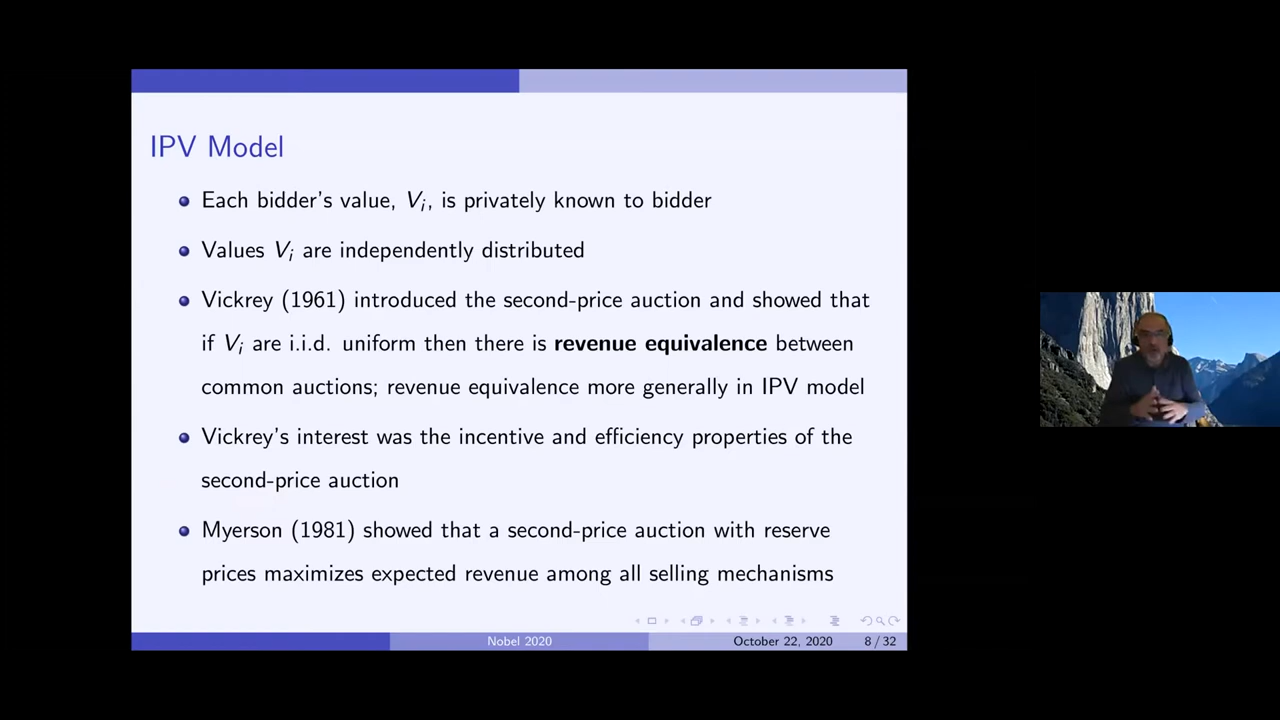 IPV Model
Each bidder's value, Vi, is privately known to bidder
Values Vi are independently distributed
Vickrey (1961) introduced the second-price auction and showed that
if Vi are i.i.d. uniform then there is revenue equivalence between
common auctions; revenue equivalence more generally in IPV model
Vickrey's interest was the incentive and efficiency properties of the
second-price auction
Myerson (1981) showed that a second-price auction with reserve
prices maximizes expected revenue among all selling mechanisms
Nobel 2020
October 22, 2020
8 / 32